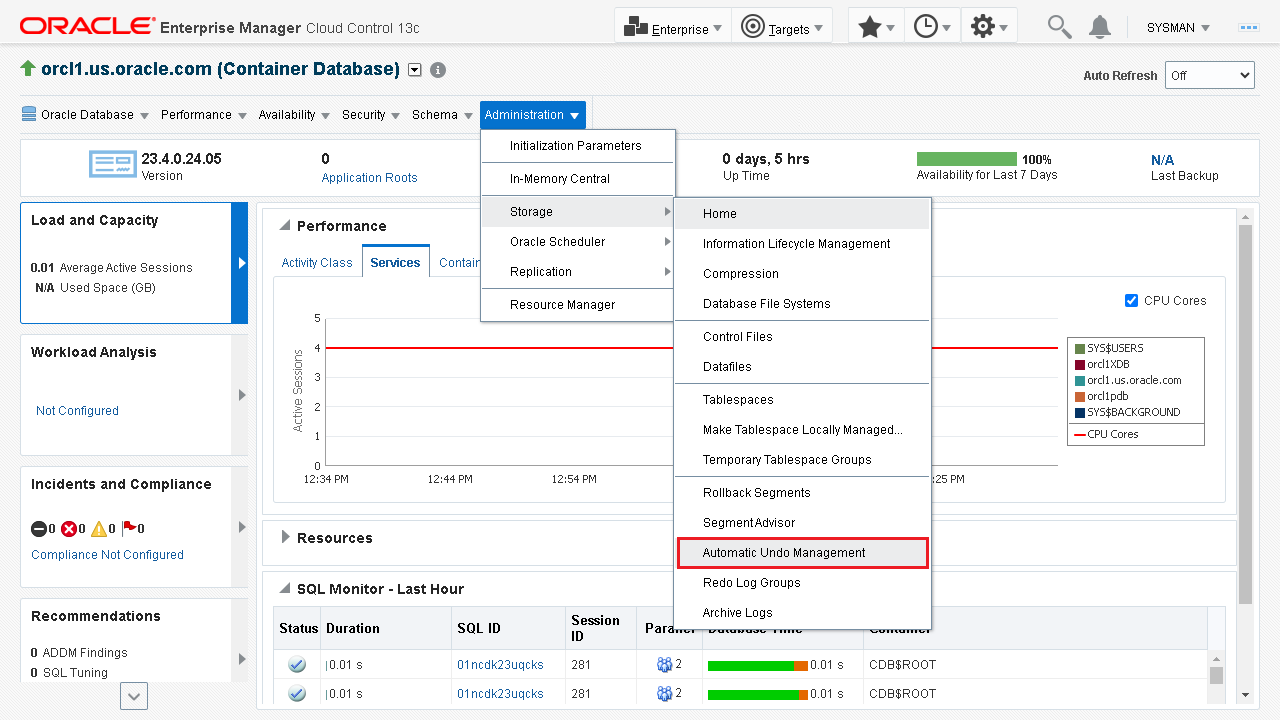 ORACLE Enterprise Manager Cloud Control 13c
Enterprise
Targets
SYSMAN
orcl1.us.oracle.com (Container Database)
Auto Refresh Off
Oracle Database Performance Availability Security Schema Administration
23.4.0.24.05
Version
0
Application Roots
0 days, 5 hrs
Up Time
100%
Availability for Last 7 Days
N/A
Last Backup
Initialization Parameters
In-Memory Central
Storage
Oracle Scheduler
Replication
Resource Manager
Home
Information Lifecycle Management
Compression
Database File Systems
Control Files
Datafiles
Tablespaces
Make Tablespace Locally Managed...
Temporary Tablespace Groups
Rollback Segments
Segment Advisor
Automatic Undo Management
Redo Log Groups
Archive Logs
Load and Capacity
0.01 Average Active Sessions
N/A Used Space (GB)
Workload Analysis
Not Configured
Incidents and Compliance
0 0 0 0
Compliance Not Configured
Recommendations
0 ADDM Findings
0 SQL Tuning
Performance
Activity Class Services Contain
CPU Cores
Active Sessions
5
4
3
2
1
0
12:34 PM 12:44 PM 12:54 PM :25 PM
SYS$USERS
orcl1XDB
orcl1.us.oracle.com
orcl1pdb
SYS$BACKGROUND
CPU Cores
Resources
SQL Monitor - Last Hour
Status Duration SQL ID Session ID Parallel Database Time Container
0.01 s 01ncdk23uqcks 281 2 0.01 s CDB$ROOT
0.01 s 01ncdk23uqcks 281 2 0.01 s CDB$ROOT